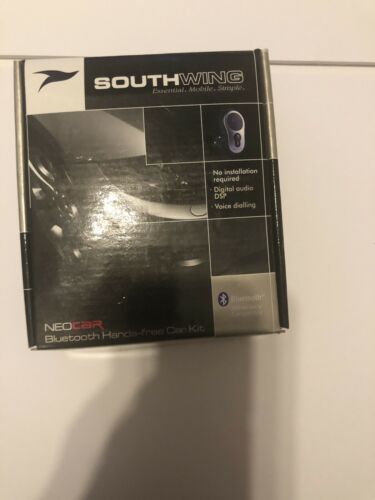 SOUTHWING
Essential. Mobile. Simple.
• No installation
required
• Digital audio
DSP
• Voice dialling
Bluetooth®
NEOcar
Bluetooth Hands-free Car Kit